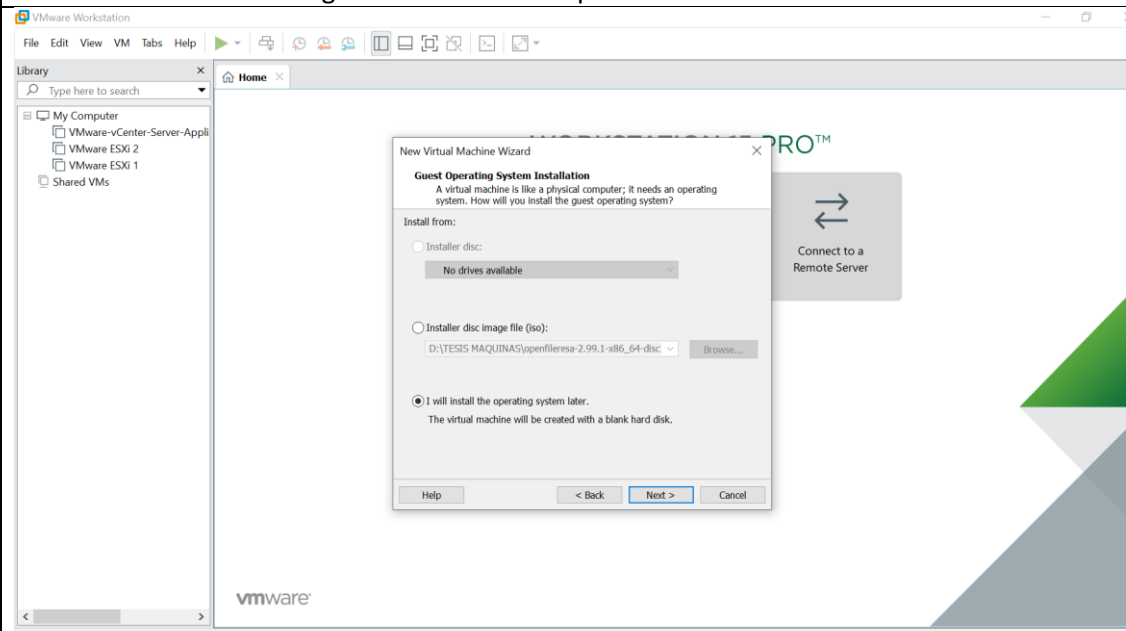 VMware Workstation
File Edit View VM Tabs Help
Library
Type here to search
My Computer
VMware-vCenter-Server-Appli
VMware ESXi 2
VMware ESXi 1
Shared VMs
Home
PRO™
New Virtual Machine Wizard
Guest Operating System Installation
A virtual machine is like a physical computer; it needs an operating
system. How will you install the guest operating system?
Install from:
Installer disc:
No drives available
Installer disc image file (iso):
D:\TESIS MAQUINAS\openfileresa-2.99.1-x86_64-disc
Browse...
I will install the operating system later.
The virtual machine will be created with a blank hard disk.
Help < Back Next > Cancel
Connect to a
Remote Server
vmware